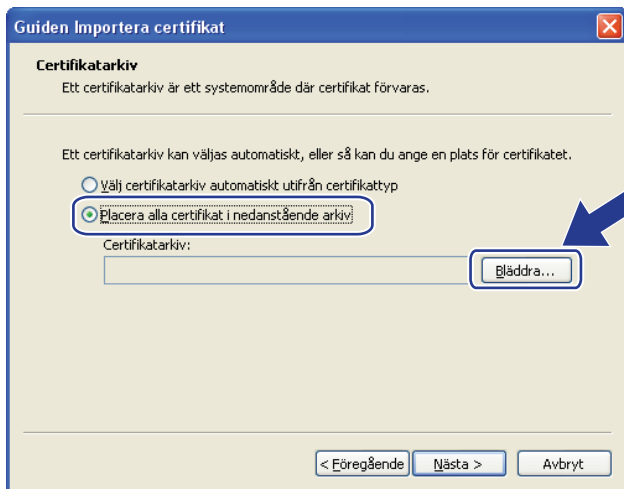 Guiden Importera certifikat
Certifikatarkiv
Ett certifikatarkiv är ett systemområde där certifikat förvaras.
Ett certifikatarkiv kan väljas automatiskt, eller så kan du ange en plats för certifikatet.
Välj certifikatarkiv automatiskt utifrån certifikattyp
Placera alla certifikat i nedanstående arkiv
Certifikatarkiv:
Bläddra...
< Föregående Nästa > Avbryt